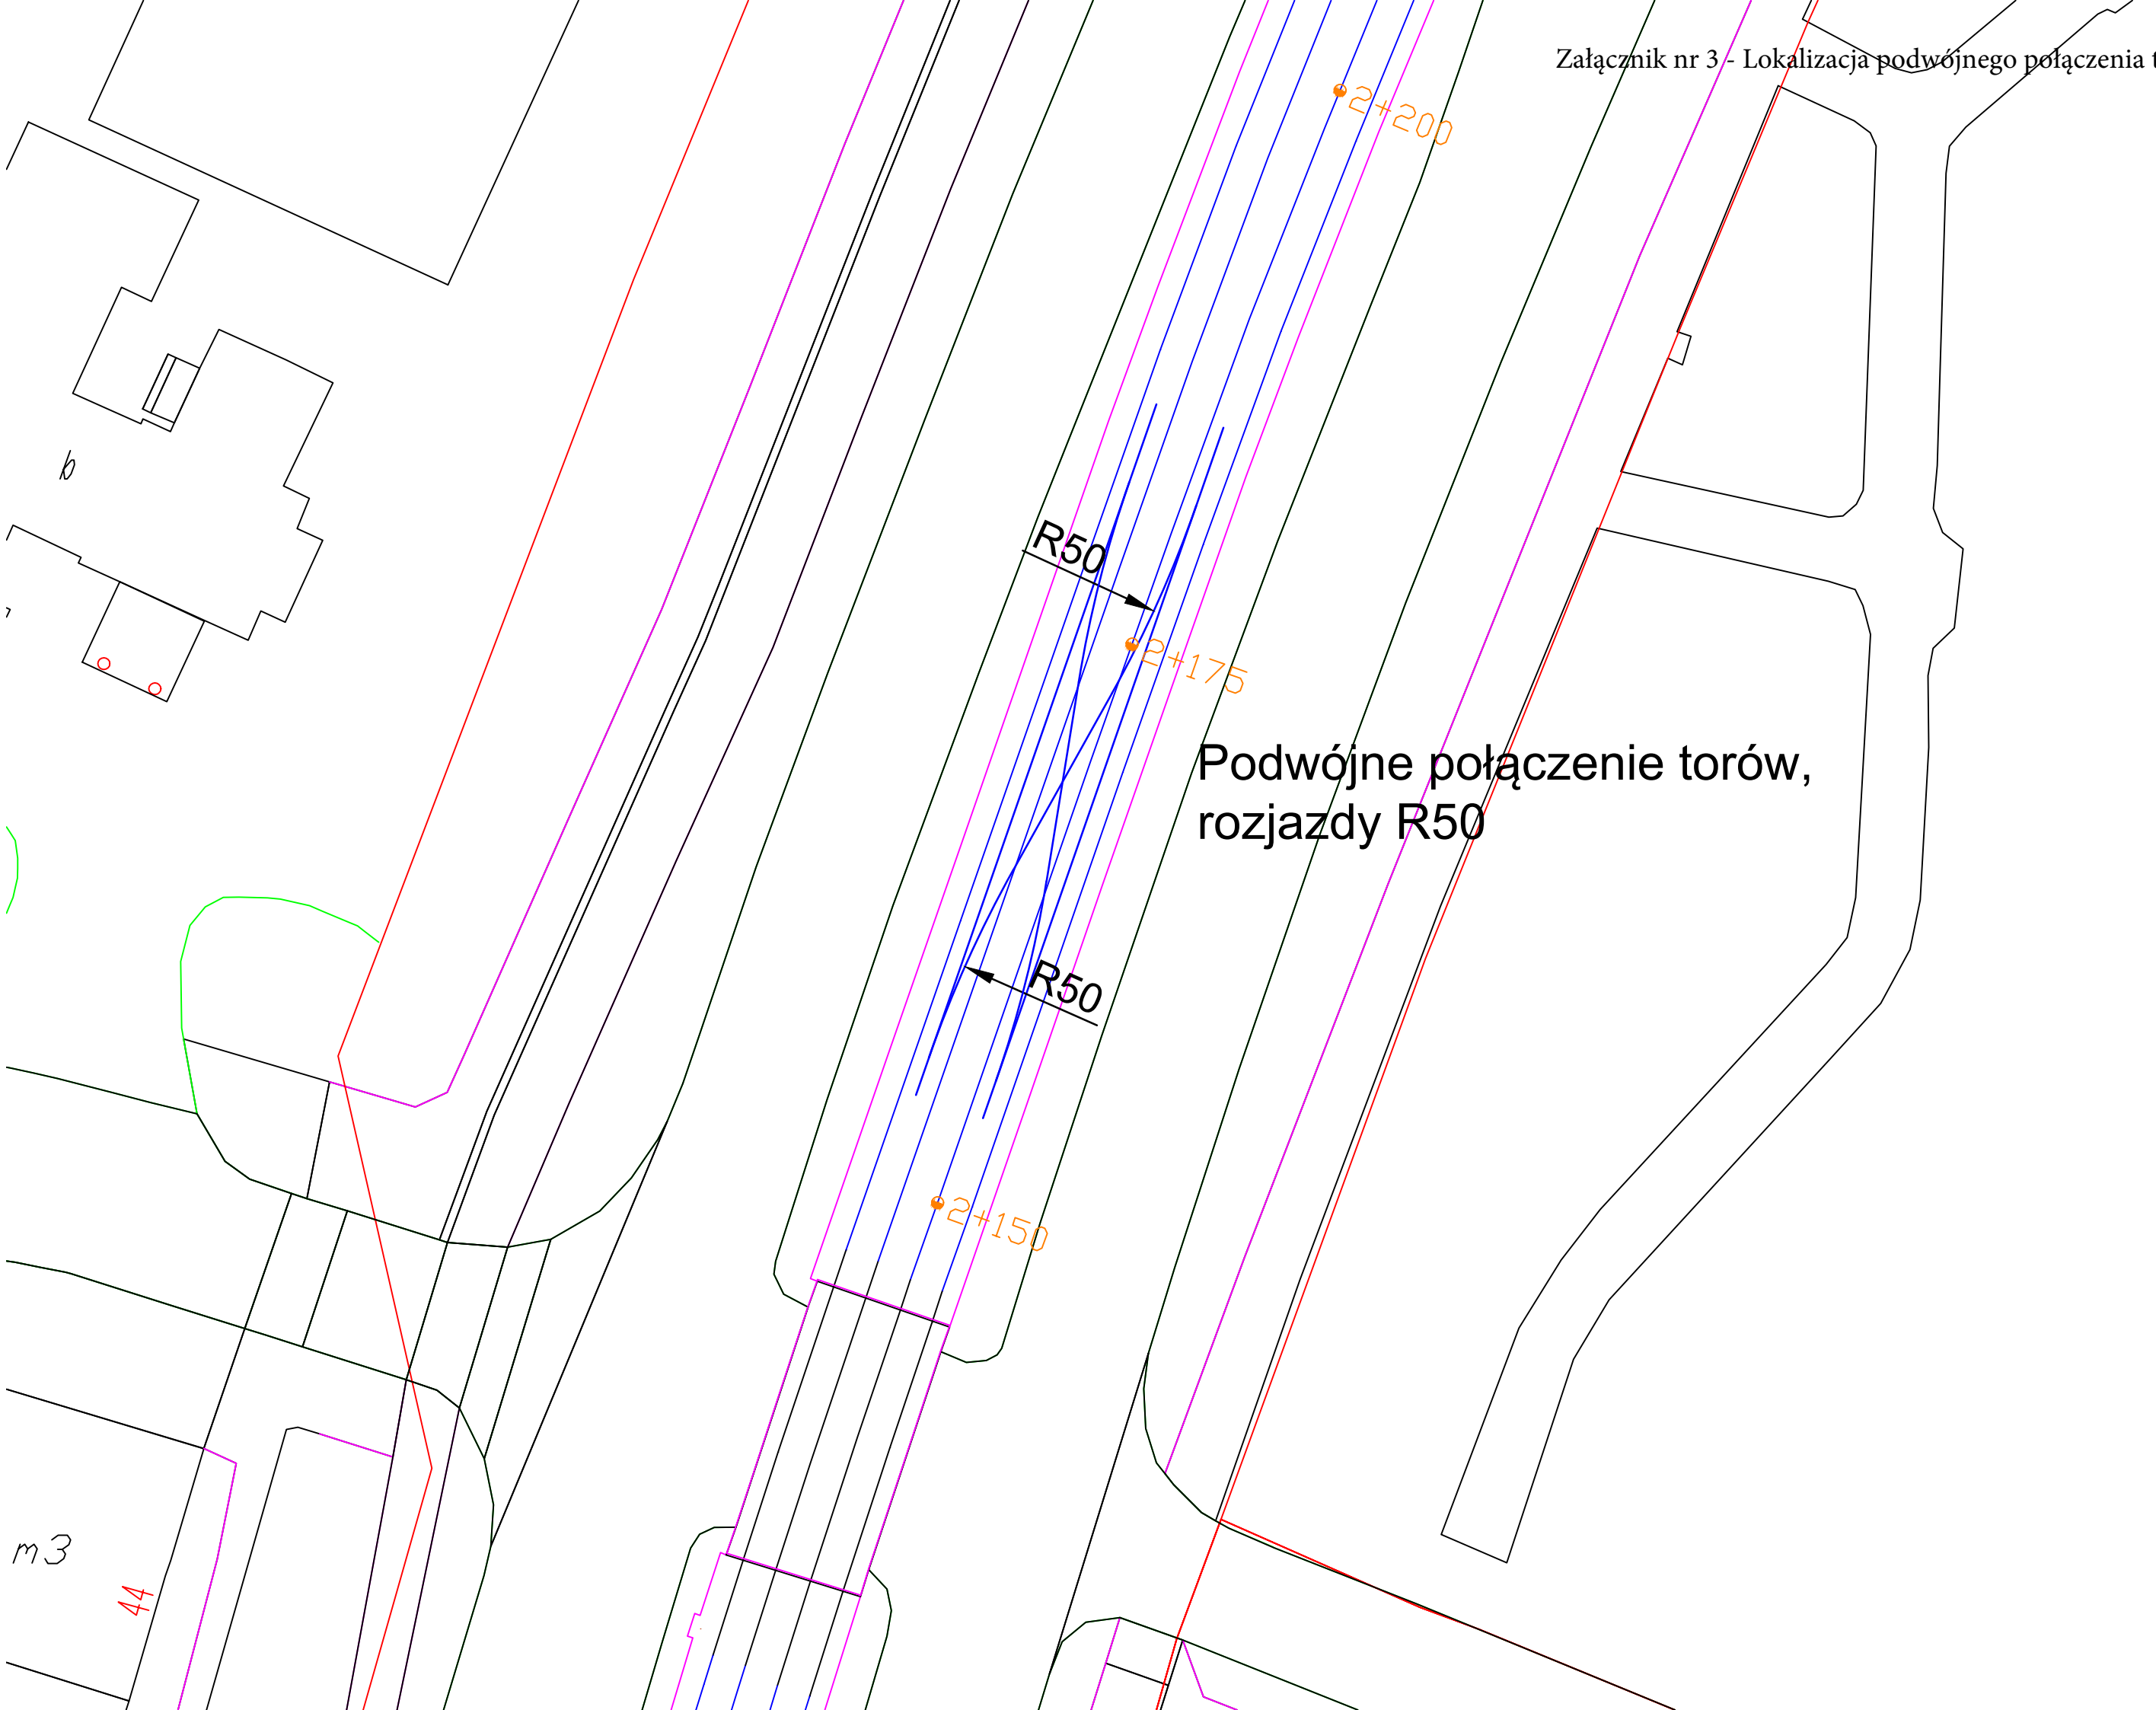 Załącznik nr 3 - Lokalizacja podwójnego połączenia
2+200
b
R50
2+175
Podwójne połączenie torów,
rozjazdy R50
R50
2+150
m3
44